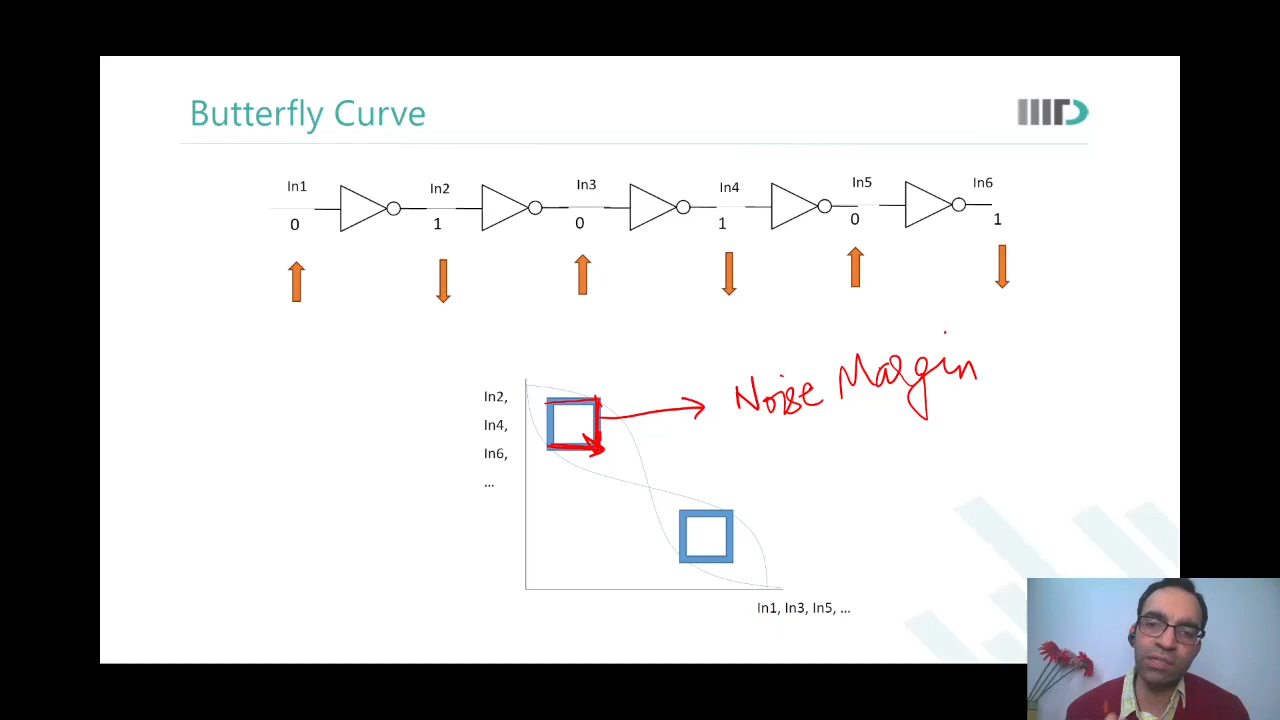 Butterfly Curve
IIITD
In1 In2 In3 In4 In5 In6
0 1 0 1 0 1
Noise Margin
In2,
In4,
In6,
...
In1, In3, In5, ...